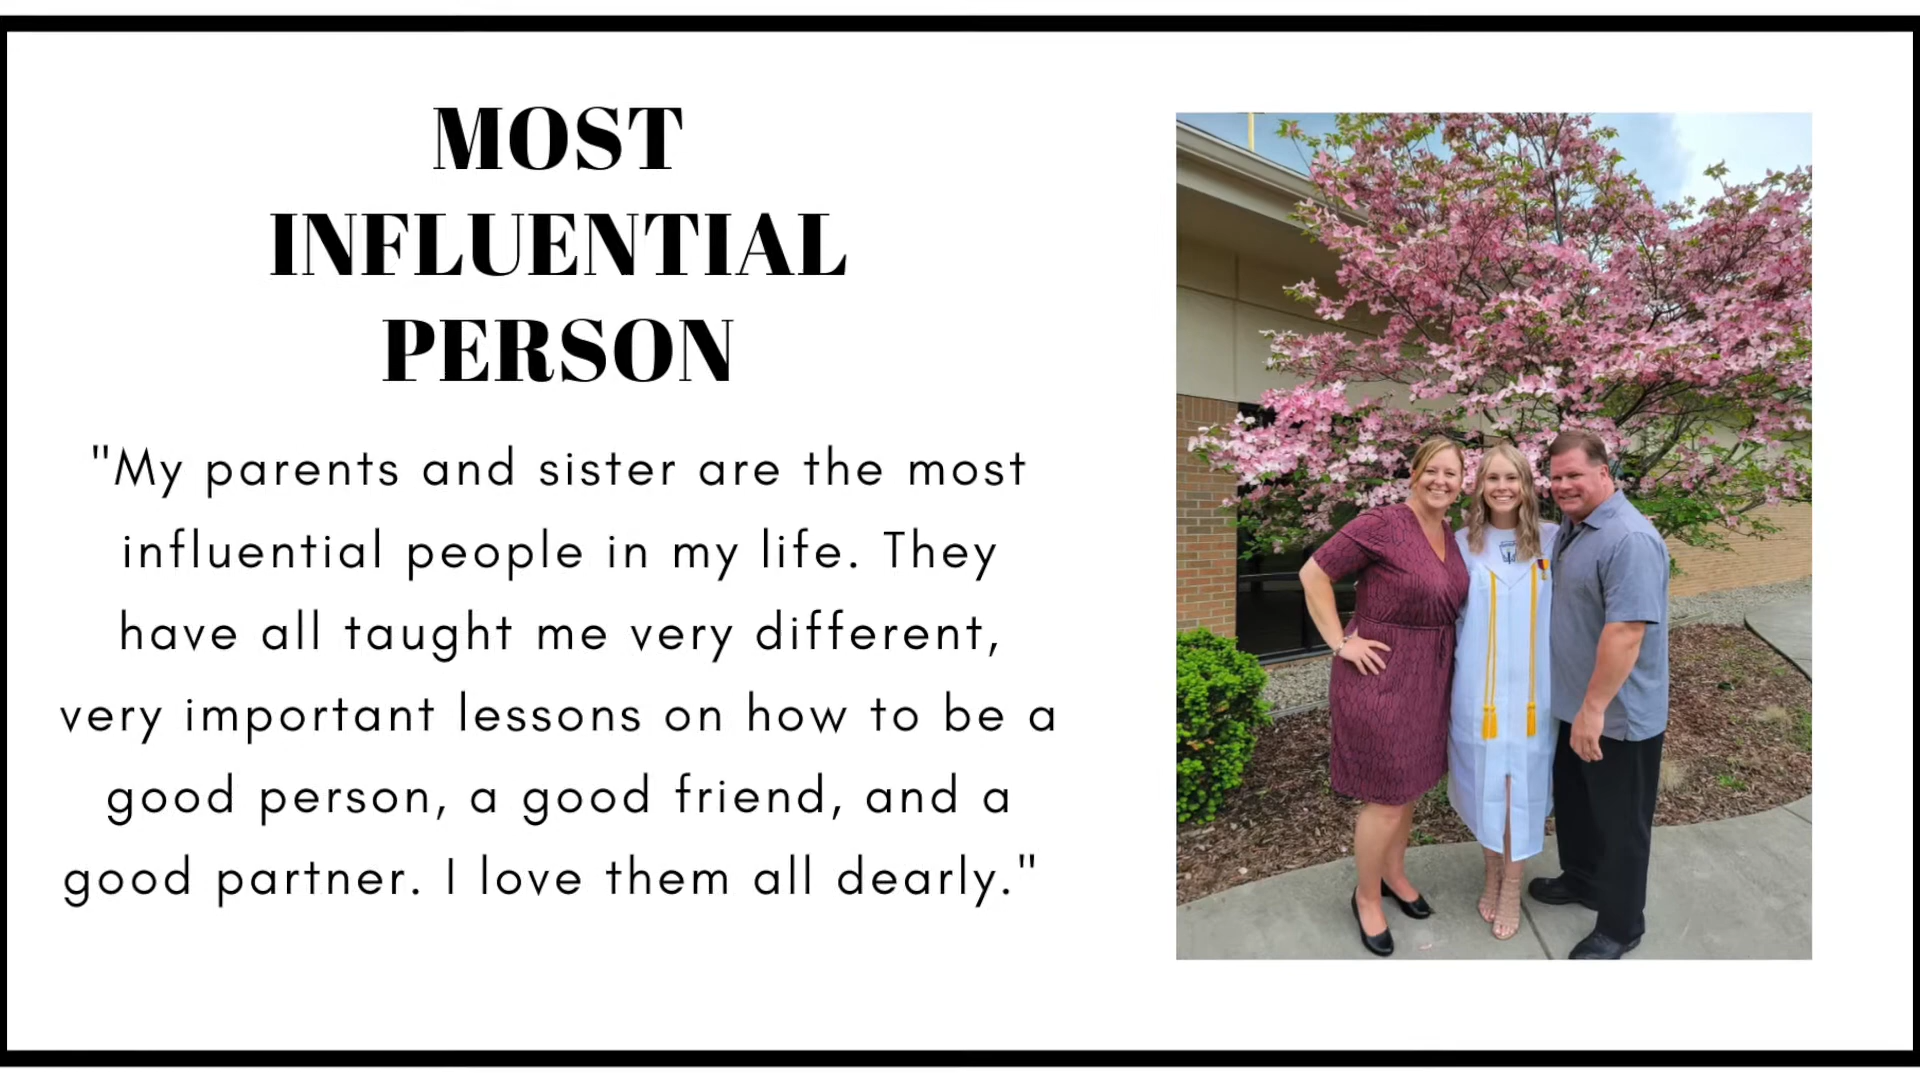 MOST
INFLUENTIAL
PERSON
"My parents and sister are the most
influential people in my life. They
have all taught me very different,
very important lessons on how to be a
good person, a good friend, and a
good partner. I love them all dearly."